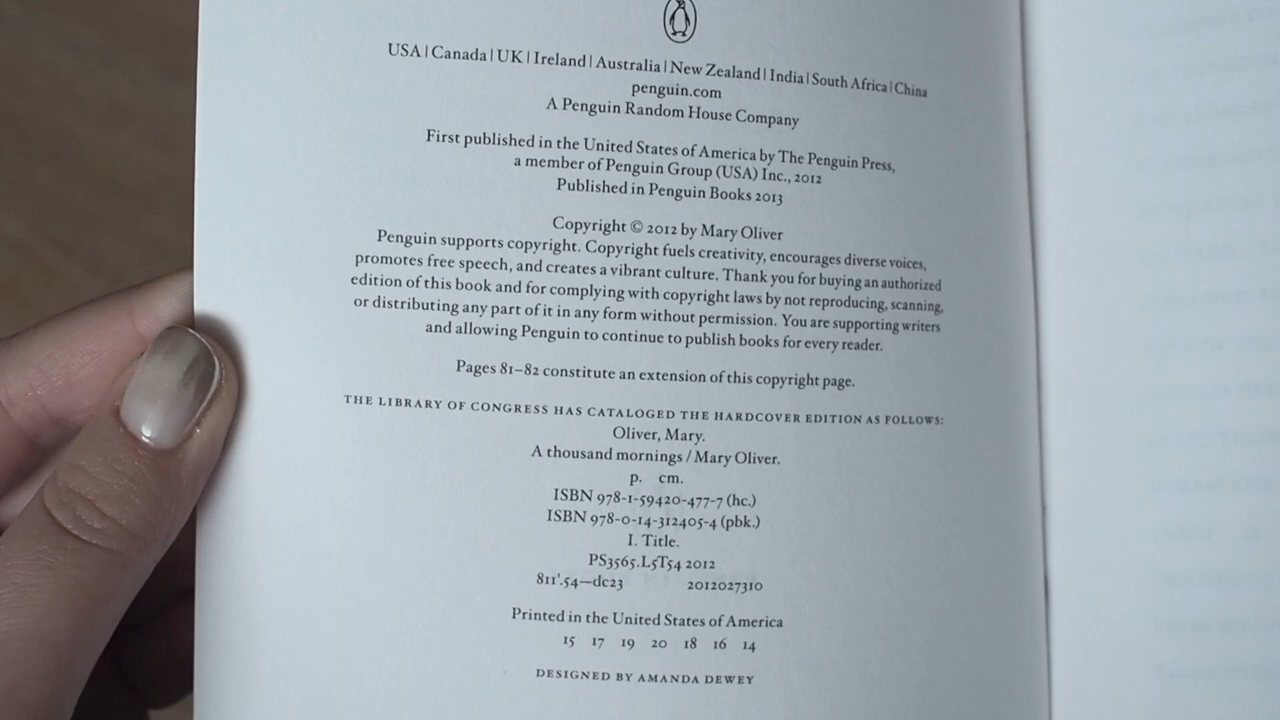 USA | Canada | UK | Ireland | Australia | New Zealand | India | South Africa | China
penguin.com
A Penguin Random House Company
First published in the United States of America by The Penguin Press,
a member of Penguin Group (USA) Inc., 2012
Published in Penguin Books 2013
Copyright © 2012 by Mary Oliver
Penguin supports copyright. Copyright fuels creativity, encourages diverse voices,
promotes free speech, and creates a vibrant culture. Thank you for buying an authorized
edition of this book and for complying with copyright laws by not reproducing, scanning,
or distributing any part of it in any form without permission. You are supporting writers
and allowing Penguin to continue to publish books for every reader.
Pages 81–82 constitute an extension of this copyright page.
THE LIBRARY OF CONGRESS HAS CATALOGED THE HARDCOVER EDITION AS FOLLOWS:
Oliver, Mary.
A thousand mornings / Mary Oliver.
p. cm.
ISBN 978-1-59420-477-7 (hc.)
ISBN 978-0-14-312405-4 (pbk.)
I. Title.
PS3565.L5T54 2012
811'.54—dc23 2012027310
Printed in the United States of America
15 17 19 20 18 16 14
DESIGNED BY AMANDA DEWEY